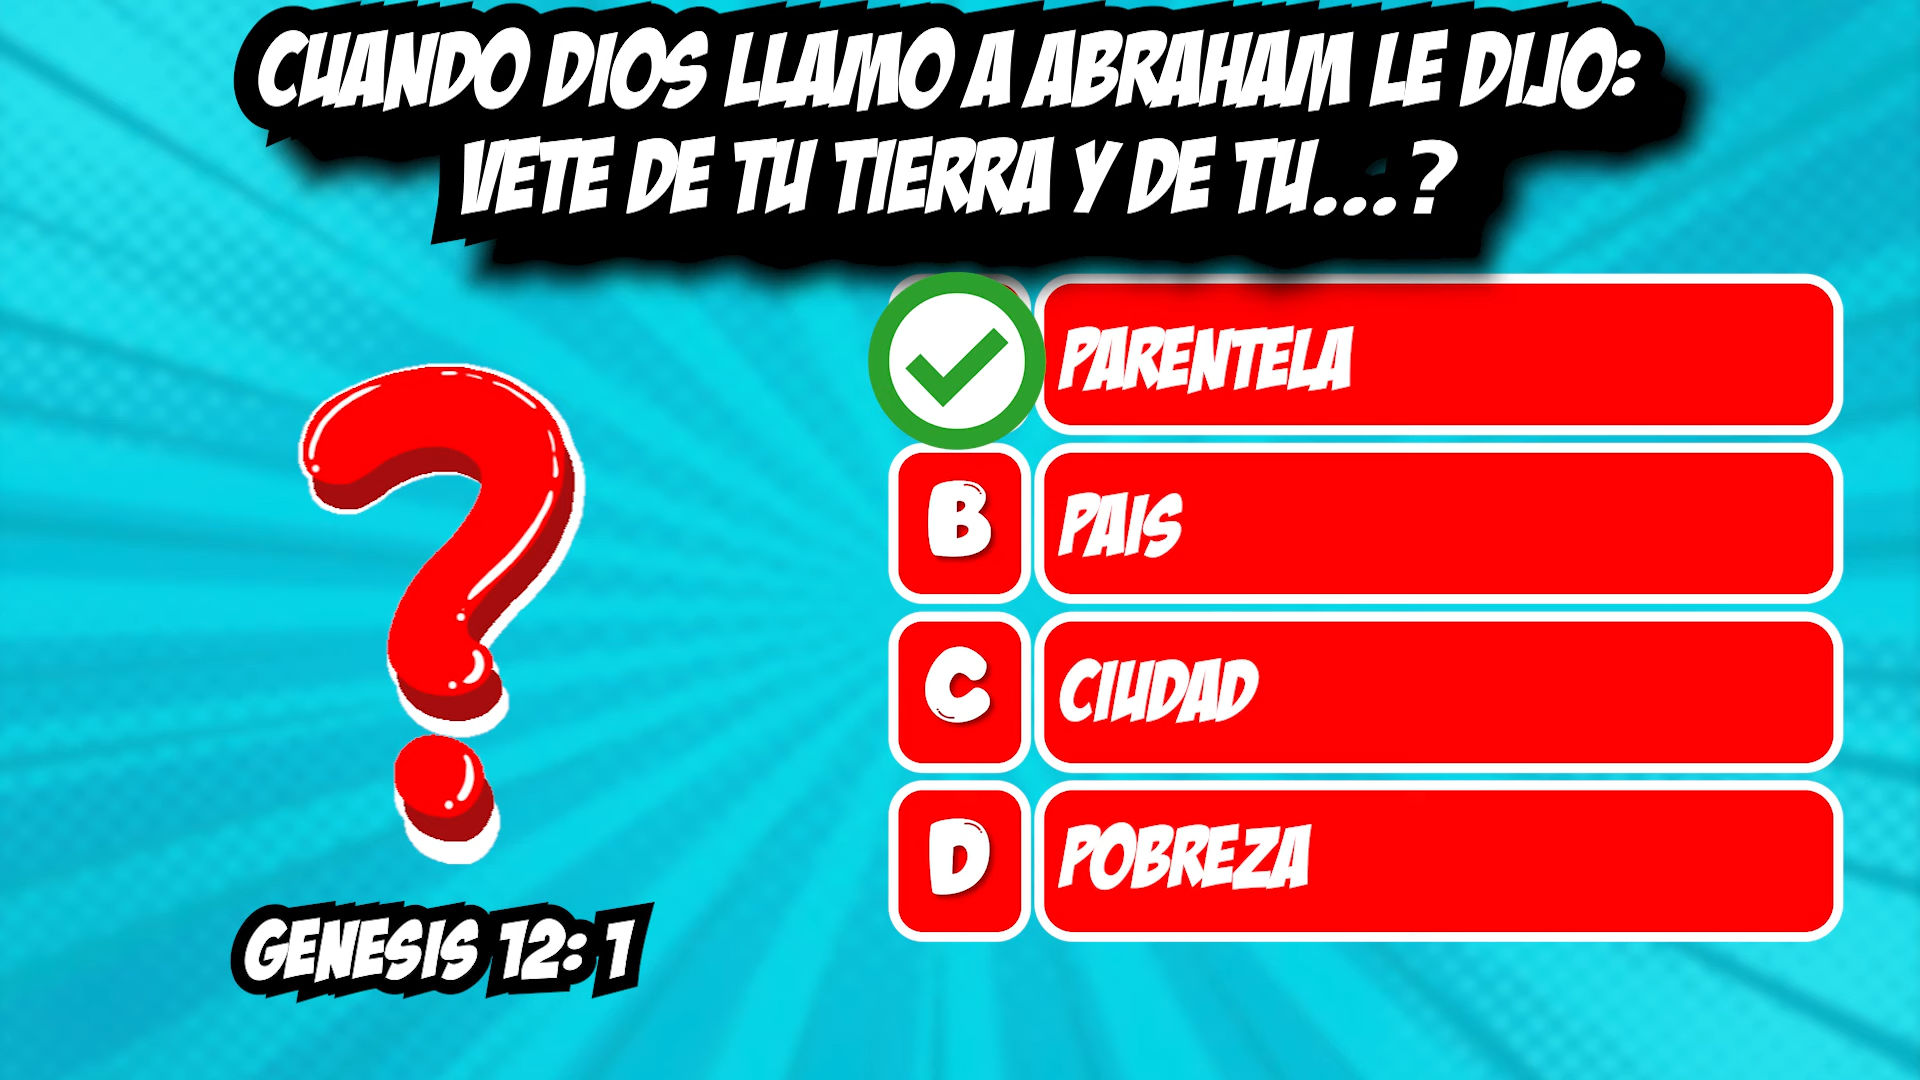 CUANDO DIOS LLAMO A ABRAHAM LE DIJO:
VETE DE TU TIERRA Y DE TU...?
PARENTELA
B PAIS
C CIUDAD
D POBREZA
GENESIS 12: 1